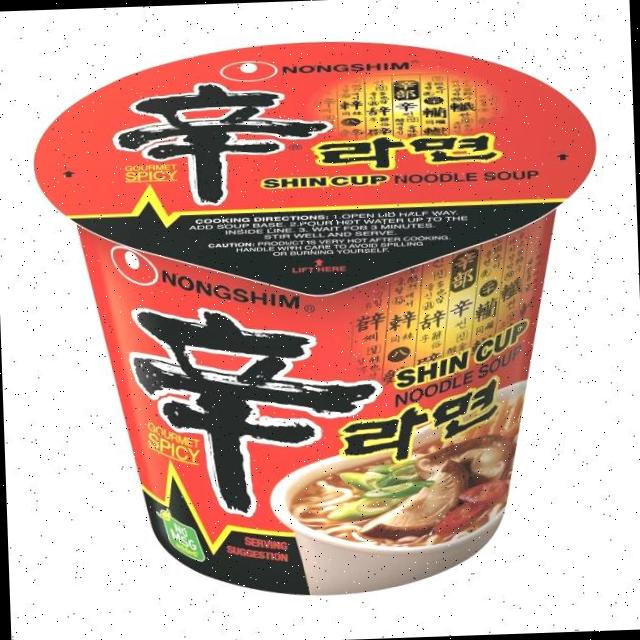 NONGSHIM
辛
®
라면
GOURMET
SPICY
SHIN CUP NOODLE SOUP
COOKING DIRECTIONS: 1.OPEN LID HALF WAY.
ADD SOUP BASE. 2.POUR HOT WATER UP TO THE
INSIDE LINE. 3. WAIT FOR 3 MINUTES.
STIR WELL AND SERVE.
CAUTION: PRODUCT IS VERY HOT AFTER COOKING.
HANDLE WITH CARE TO AVOID SPILLING
OR BURNING YOURSELF.
LIFT HERE
NONGSHIM®
辛
SHIN CUP
NOODLE SOUP
라면
GOURMET
SPICY
NO
MSG
SERVING
SUGGESTION